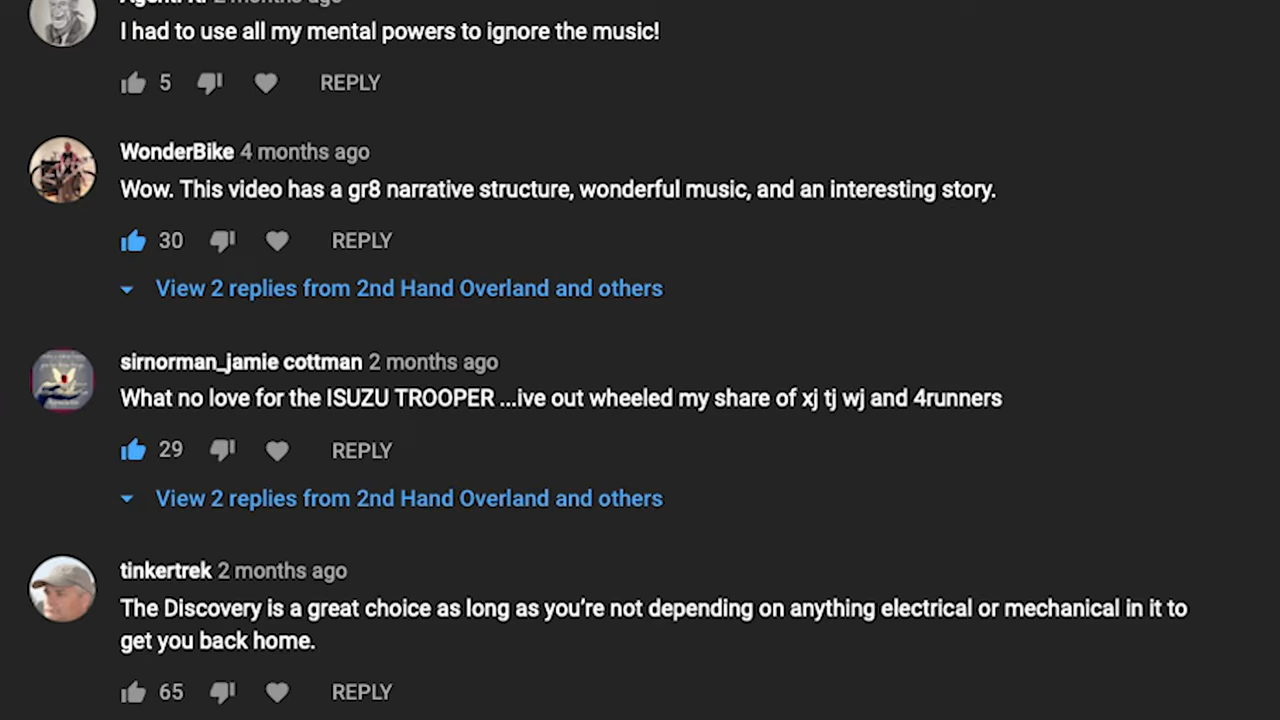 2 months ago
I had to use all my mental powers to ignore the music!
5 REPLY
WonderBike 4 months ago
Wow. This video has a gr8 narrative structure, wonderful music, and an interesting story.
30 REPLY
View 2 replies from 2nd Hand Overland and others
sirnorman_jamie cottman 2 months ago
What no love for the ISUZU TROOPER ...ive out wheeled my share of xj tj wj and 4runners
29 REPLY
View 2 replies from 2nd Hand Overland and others
tinkertrek 2 months ago
The Discovery is a great choice as long as you’re not depending on anything electrical or mechanical in it to
get you back home.
65 REPLY